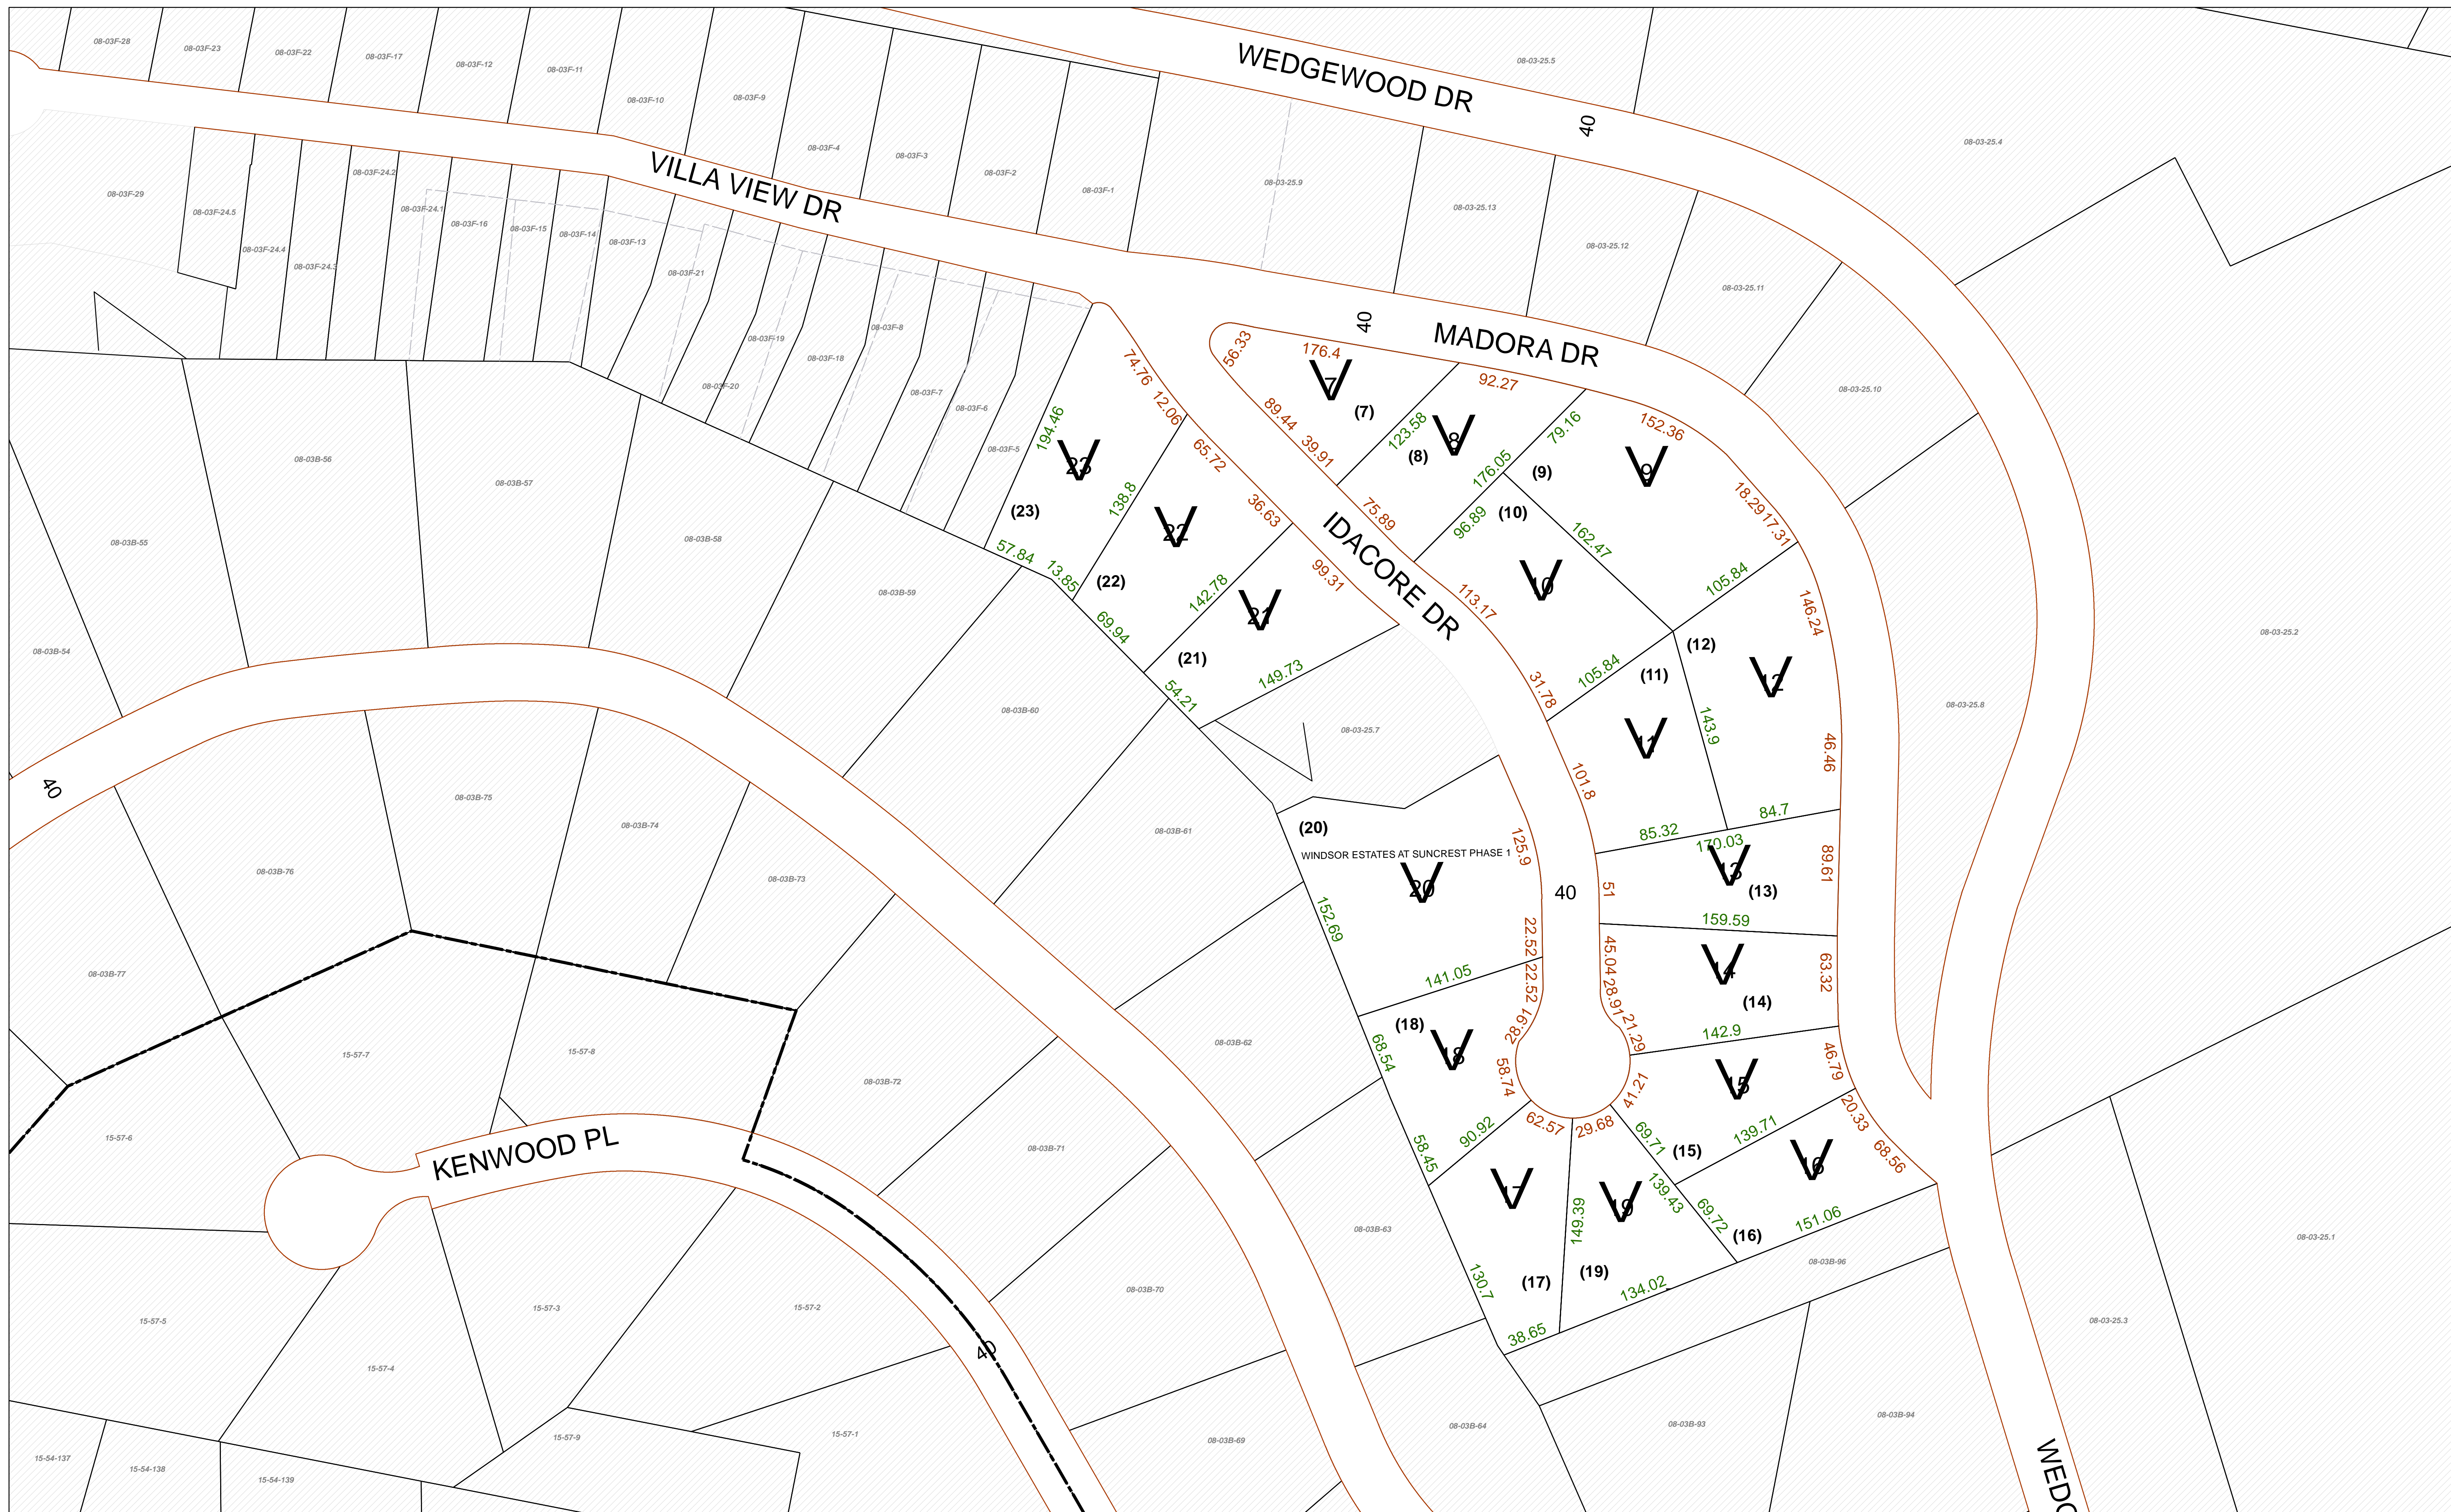 08-03F-28
08-03F-23
08-03F-22
08-03F-17
08-03F-12
08-03F-11
08-03F-10
08-03F-9
08-03F-4
08-03F-3
08-03F-2
08-03F-1
WEDGEWOOD DR
40
08-03-25.5
08-03-25.4
08-03-25.9
08-03-25.13
08-03-25.12
08-03-25.11
08-03-25.10
VILLA VIEW DR
08-03F-29
08-03F-24.5
08-03F-24.4
08-03F-24.3
08-03F-24.2
08-03F-24.1
08-03F-16
08-03F-15
08-03F-14
08-03F-13
08-03F-21
08-03F-20
08-03F-19
08-03F-18
08-03F-8
08-03F-7
08-03F-6
08-03F-5
40
MADORA DR
56.33
176.4
V
7
(7)
89.44
39.91
123.58
92.27
V
8
(8)
75.89
176.05
79.16
152.36
(9)
V
9
18.29
17.31
96.89
(10)
162.47
V
10
113.17
105.84
74.76
12.06
194.46
V
23
(23)
57.84
13.85
138.8
65.72
36.63
V
22
(22)
69.94
142.78
99.31
V
21
(21)
54.21
149.73
IDACORE DR
31.78
105.84
(11)
V
11
101.8
143.9
85.32
(12)
V
12
146.24
46.46
84.7
08-03-25.7
08-03-25.8
08-03-25.2
(20)
WINDSOR ESTATES AT SUNCREST PHASE 1
V
20
125.9
152.69
22.52
141.05
40
170.03
V
13
(13)
51
89.61
159.59
45.04
28.91
V
14
(14)
63.32
21.29
142.9
22.52
28.91
(18)
V
18
68.54
58.74
58.45
90.92
62.57
29.68
41.21
V
15
(15)
46.79
69.71
139.71
20.33
68.56
V
16
(16)
139.43
69.72
151.06
V
17
(17)
130.7
38.65
149.39
V
19
(19)
134.02
08-03-96
08-03B-54
08-03B-55
08-03B-56
08-03B-57
08-03B-58
08-03B-59
08-03B-60
08-03B-61
08-03B-62
08-03B-63
08-03B-64
08-03B-93
08-03B-94
08-03-25.3
08-03-25.1
40
08-03B-77
08-03B-76
08-03B-75
08-03B-74
08-03B-73
08-03B-72
08-03B-71
08-03B-70
08-03B-69
15-57-6
15-57-7
15-57-8
KENWOOD PL
40
15-57-5
15-57-4
15-57-3
15-57-2
15-57-1
15-57-9
15-54-137
15-54-138
15-54-139